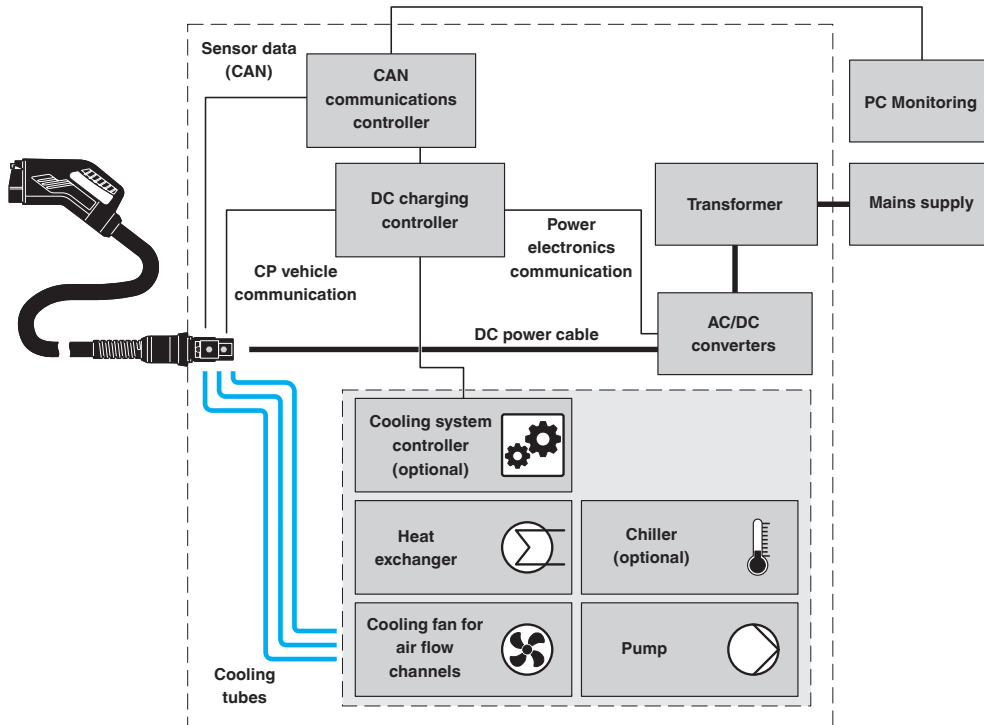 Sensor data
(CAN)
CAN
communications
controller
PC Monitoring
DC charging
controller
Transformer
Mains supply
Power
electronics
communication
CP vehicle
communication
AC/DC
converters
DC power cable
Cooling system
controller
(optional)
Heat
exchanger
Chiller
(optional)
Cooling fan for
air flow
channels
Pump
Cooling
tubes